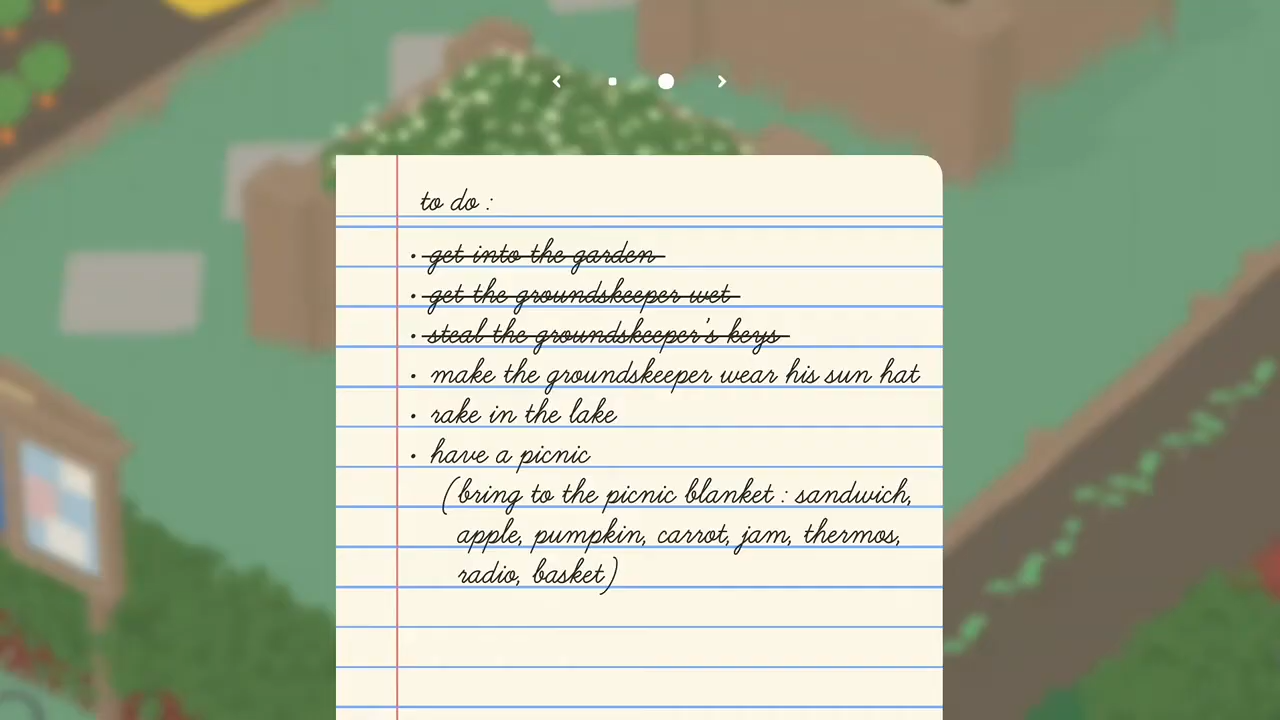 to do :
• get into the garden
• get the groundskeeper wet
• steal the groundskeeper's keys
• make the groundskeeper wear his sun hat
• rake in the lake
• have a picnic
(bring to the picnic blanket : sandwich,
apple, pumpkin, carrot, jam, thermos,
radio, basket)